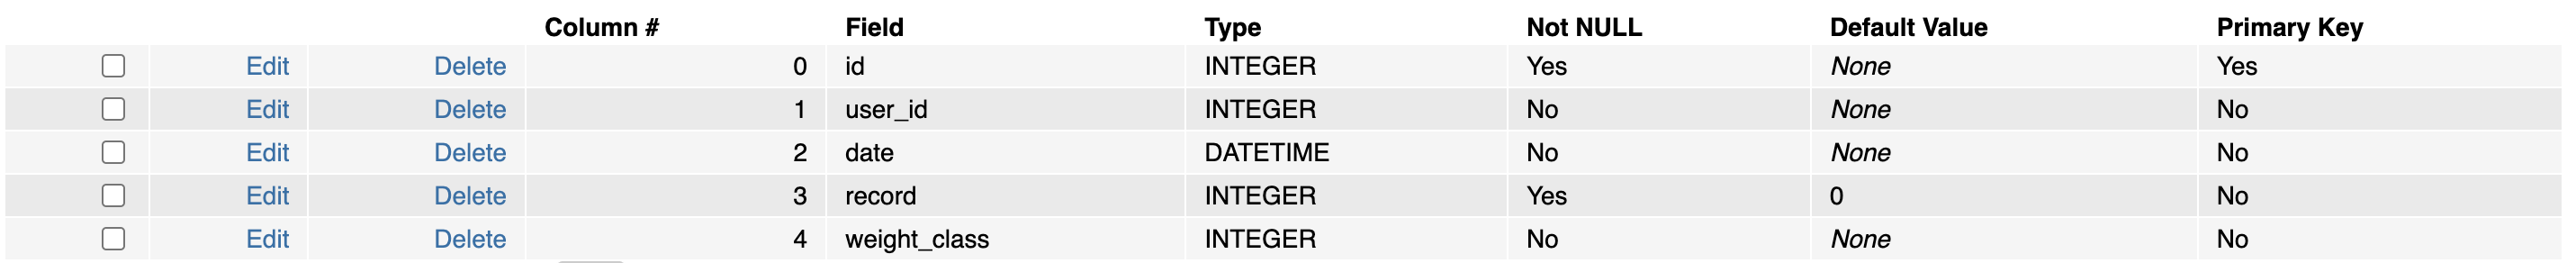 Column # Field Type Not NULL Default Value Primary Key
Edit Delete 0 id INTEGER Yes None Yes
Edit Delete 1 user_id INTEGER No None No
Edit Delete 2 date DATETIME No None No
Edit Delete 3 record INTEGER Yes 0 No
Edit Delete 4 weight_class INTEGER No None No